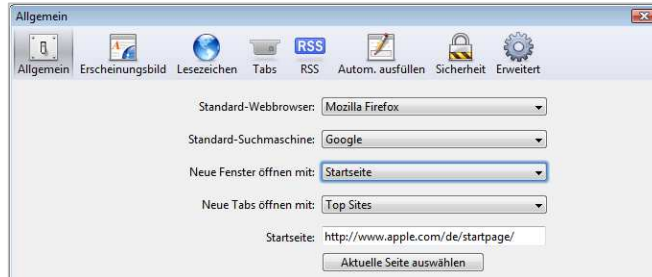 Allgemein
RSS
Allgemein Erscheinungsbild Lesezeichen Tabs RSS Autom. ausfüllen Sicherheit Erweitert
Standard-Webbrowser: Mozilla Firefox
Standard-Suchmaschine: Google
Neue Fenster öffnen mit: Startseite
Neue Tabs öffnen mit: Top Sites
Startseite: http://www.apple.com/de/startpage/
Aktuelle Seite auswählen